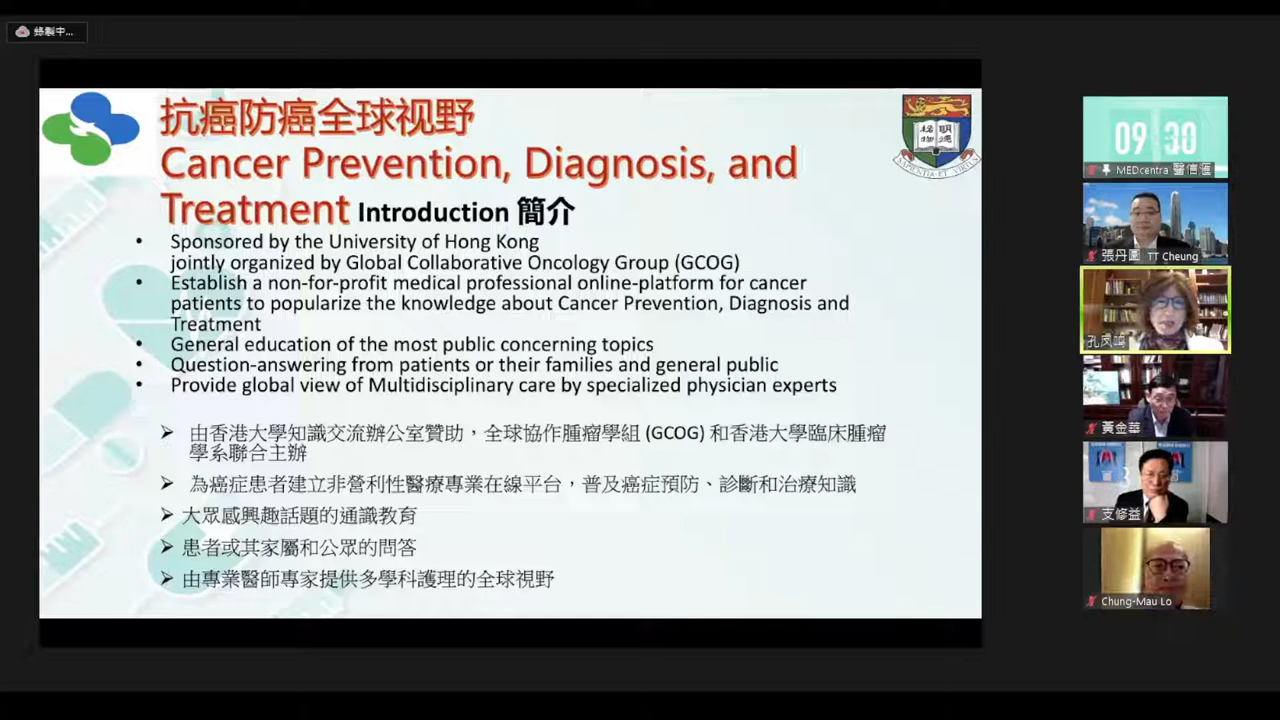 錄製中...
抗癌防癌全球视野
Cancer Prevention, Diagnosis, and
Treatment Introduction 簡介
• Sponsored by the University of Hong Kong
jointly organized by Global Collaborative Oncology Group (GCOG)
• Establish a non-for-profit medical professional online-platform for cancer
patients to popularize the knowledge about Cancer Prevention, Diagnosis and
Treatment
• General education of the most public concerning topics
• Question-answering from patients or their families and general public
• Provide global view of Multidisciplinary care by specialized physician experts
➢ 由香港大學知識交流辦公室贊助，全球協作腫瘤學組 (GCOG) 和香港大學臨床腫瘤
學系聯合主辦
➢ 為癌症患者建立非營利性醫療專業在線平台，普及癌症預防、診斷和治療知識
➢ 大眾感興趣話題的通識教育
➢ 患者或其家屬和公眾的問答
➢ 由專業醫師專家提供多學科護理的全球視野
SAPIENTIA ET VIRTUS
09 30
MEDcentra 醫信滙
張丹圖 TT Cheung
孔凤鸣
黃金華
支修益
Chung-Mau Lo